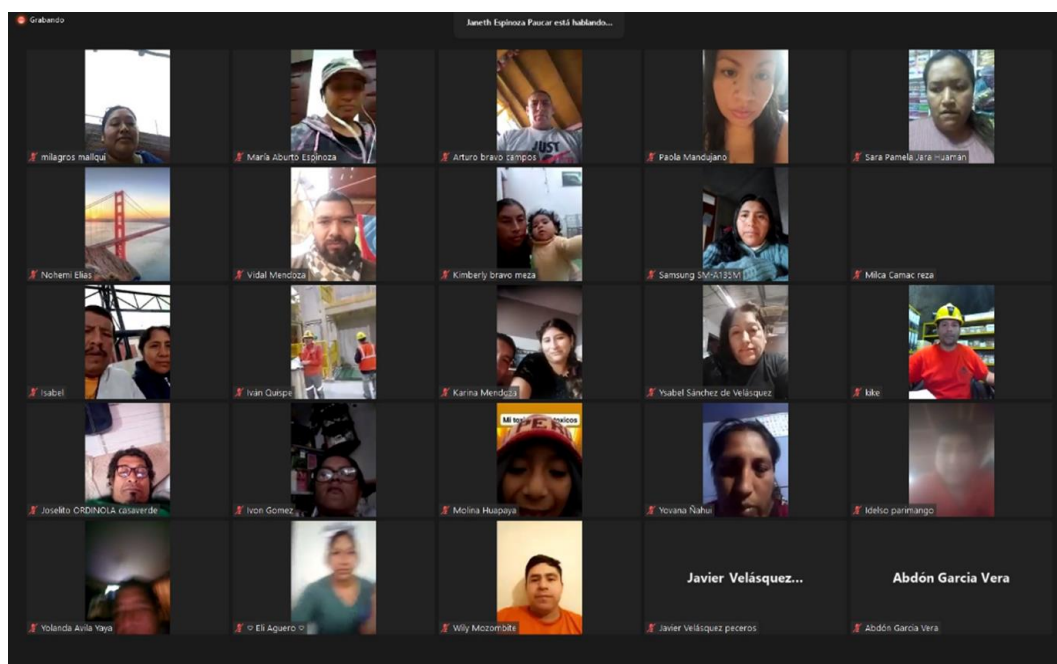 Grabando
Janeth Espinoza Paucar está hablando...
milagros mallqui
María Aburto Espinoza
Arturo bravo campos
Paola Mandujano
Sara Pamela Jara Huamán
JUST
Nohemi Elias
Vidal Mendoza
Kimberly bravo meza
Samsung SM-A135M
Milca Camac reza
Isabel
Iván Quispe
Karina Mendoza
Ysabel Sánchez de Velásquez
kike
Mi
PERÚ
Joselito ORDINOLA casaverde
Ivon Gomez
Molina Huapaya
Yovana Ñahui
Idelso parimango
Javier Velásquez...
Abdón Garcia Vera
Yolanda Avila Yaya
♡ Eli Aguero ♡
Wily Mozombite
Javier Velásquez peceros
Abdón Garcia Vera